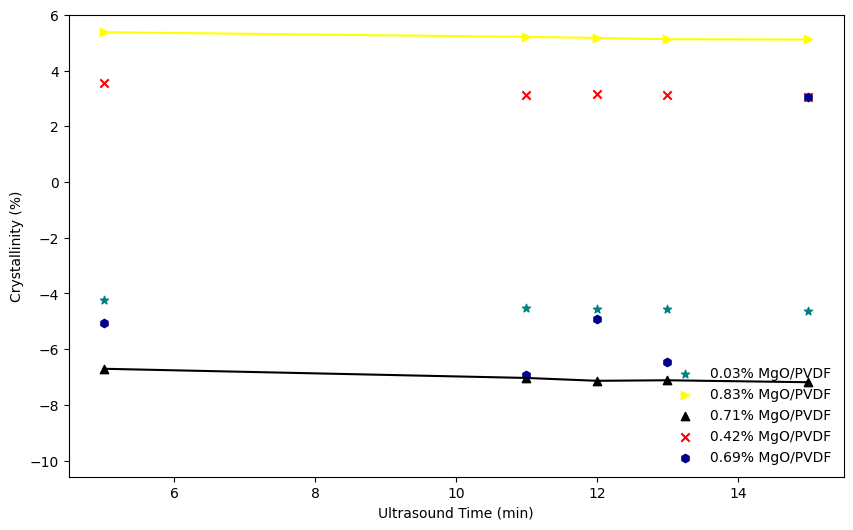 6
4
2
0
−2
−4
−6
−8
−10
Crystallinity (%)
6
8
10
12
14
Ultrasound Time (min)
0.03% MgO/PVDF
0.83% MgO/PVDF
0.71% MgO/PVDF
0.42% MgO/PVDF
0.69% MgO/PVDF